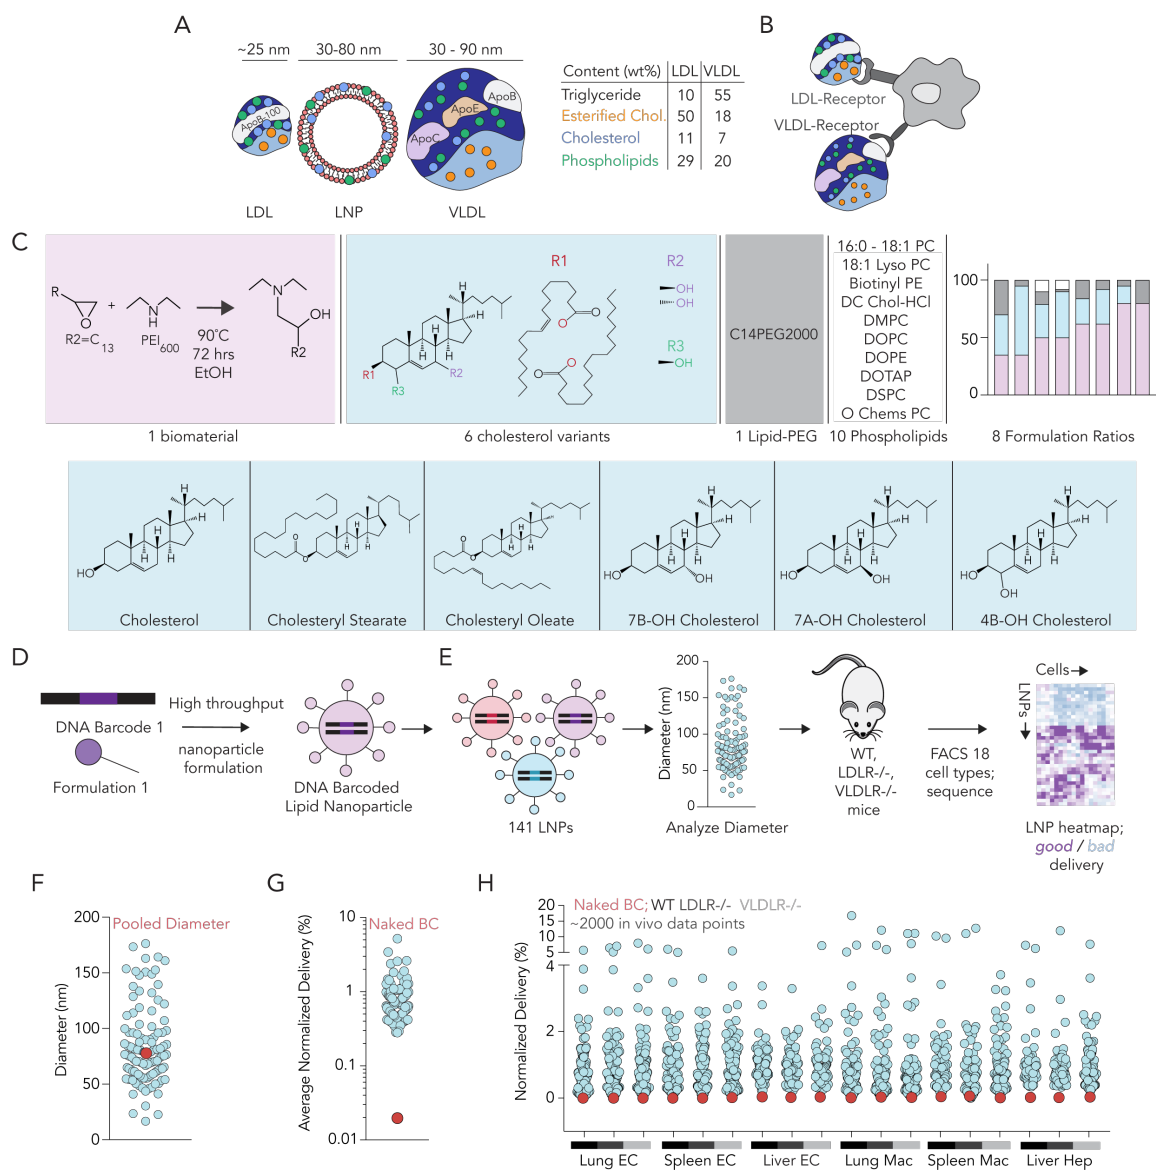 A
~25 nm 30-80 nm 30 - 90 nm
ApoB-100
ApoE
ApoB
ApoC
LDL LNP VLDL
Content (wt%) LDL VLDL
Triglyceride 10 55
Esterified Chol. 50 18
Cholesterol 11 7
Phospholipids 29 20
B
LDL-Receptor
VLDL-Receptor
C
R
O
+
N
H
R2=C13
PEI600
90°C
72 hrs
EtOH
N
OH
R2
1 biomaterial
H
H
H H
R1
R2
R3
R1
O
O
O
O
R2
OH
OH
R3
OH
6 cholesterol variants
C14PEG2000
1 Lipid-PEG
16:0 - 18:1 PC
18:1 Lyso PC
Biotinyl PE
DC Chol-HCl
DMPC
DOPC
DOPE
DOTAP
DSPC
O Chems PC
10 Phospholipids
100
50
0
8 Formulation Ratios
H
H
H
H
HO
Cholesterol
H
H
H
O
O
Cholesteryl Stearate
H
H
H
O
O
Cholesteryl Oleate
H
H
H
H
HO
OH
7B-OH Cholesterol
H
H
H
H
HO
OH
7A-OH Cholesterol
H
H
H
H
HO
OH
4B-OH Cholesterol
D
DNA Barcode 1
Formulation 1
High throughput
nanoparticle
formulation
DNA Barcoded
Lipid Nanoparticle
E
141 LNPs
Diameter (nm)
200
150
100
50
0
Analyze Diameter
WT,
LDLR-/-,
VLDLR-/-
mice
FACS 18
cell types;
sequence
Cells
LNPs
LNP heatmap;
good / bad
delivery
F
Pooled Diameter
Diameter (nm)
200
150
100
50
0
G
Naked BC
Average Normalized Delivery (%)
10
1
0.1
0.01
H
Naked BC; WT LDLR-/- VLDLR-/-
~2000 in vivo data points
Normalized Delivery (%)
20
15
10
5
4
2
0
Lung EC Spleen EC Liver EC Lung Mac Spleen Mac Liver Hep